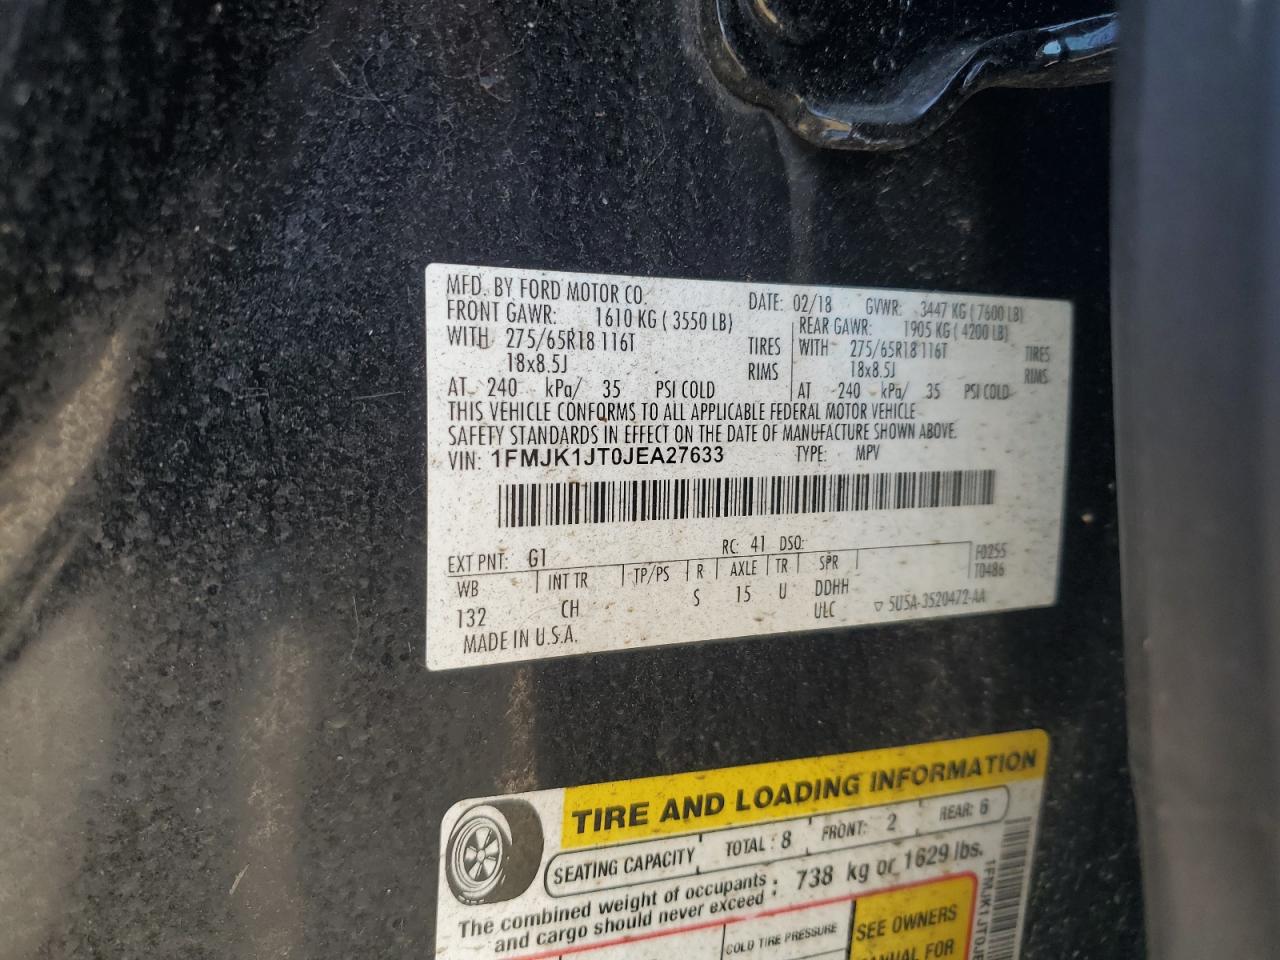 MFD. BY FORD MOTOR CO.
DATE: 02/18 GVWR: 3447 KG ( 7600 LB)
FRONT GAWR: 1610 KG ( 3550 LB)
WITH 275/65R18 116T TIRES
18x8.5J RIMS
AT 240 kPa/ 35 PSI COLD
REAR GAWR: 1905 KG ( 4200 LB)
WITH 275/65R18 116T TIRES
18x8.5J RIMS
AT 240 kPa/ 35 PSI COLD
THIS VEHICLE CONFORMS TO ALL APPLICABLE FEDERAL MOTOR VEHICLE
SAFETY STANDARDS IN EFFECT ON THE DATE OF MANUFACTURE SHOWN ABOVE.
VIN: 1FMJK1JT0JEA27633 TYPE: MPV
EXT PNT: G1 RC: 41 DSO:
WB INT TR TP/PS R AXLE TR SPR
F0255
T0486
132 CH S 15 U DDHH
ULC 5U5A-3520472-AA
MADE IN U.S.A.
TIRE AND LOADING INFORMATION
SEATING CAPACITY TOTAL : 8 FRONT: 2 REAR: 6
The combined weight of occupants
and cargo should never exceed : 738 kg or 1629 lbs.
COLD TIRE PRESSURE
SEE OWNERS
MANUAL FOR